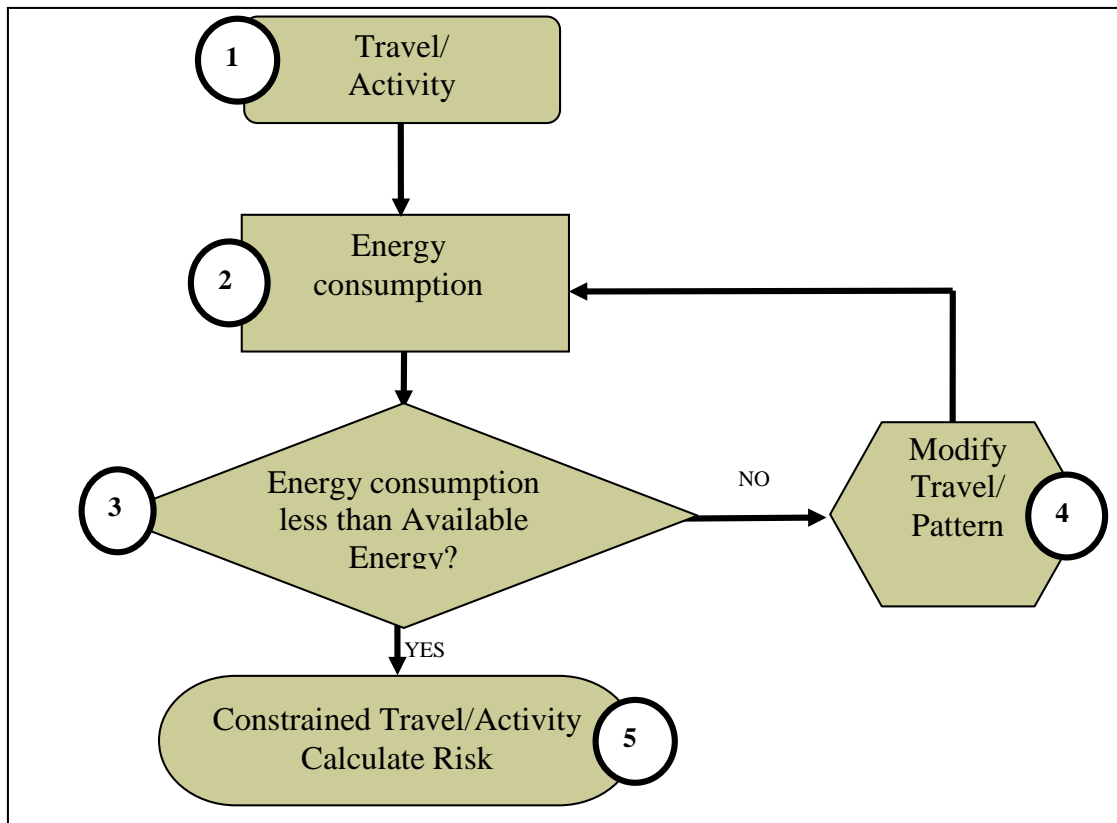 1
Travel/
Activity
2
Energy
consumption
3
Energy consumption
less than Available
Energy?
NO
Modify
Travel/
Pattern
4
YES
Constrained Travel/Activity
Calculate Risk
5